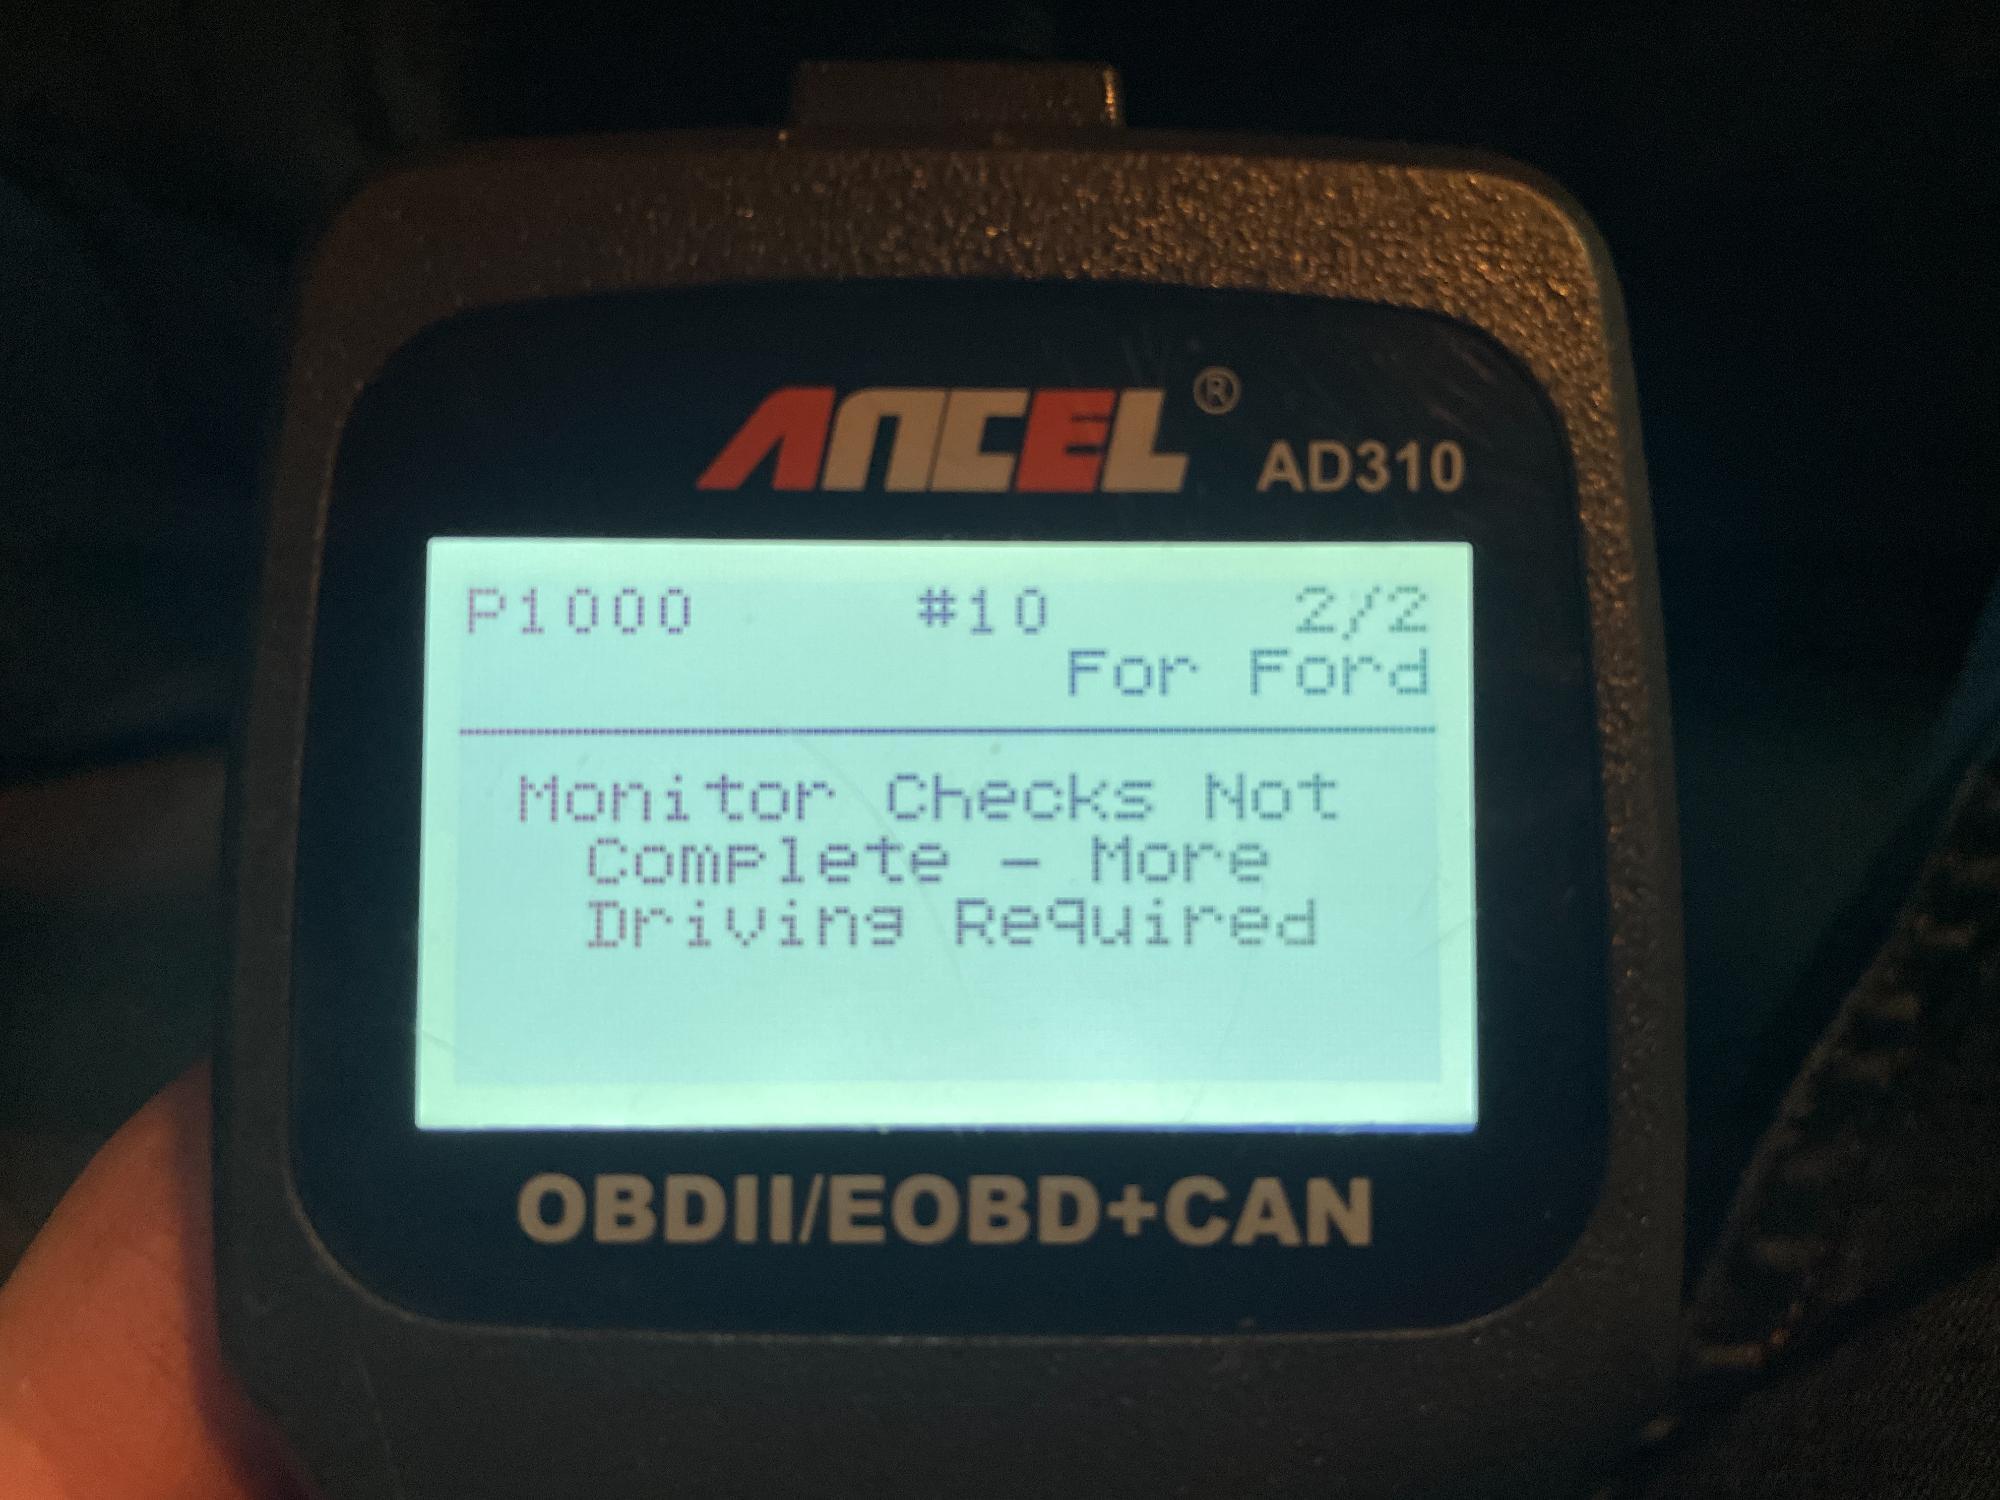 ANCEL® AD310
P1000 #10 2/2
For Ford
Monitor Checks Not
Complete - More
Driving Required
OBDII/EOBD+CAN